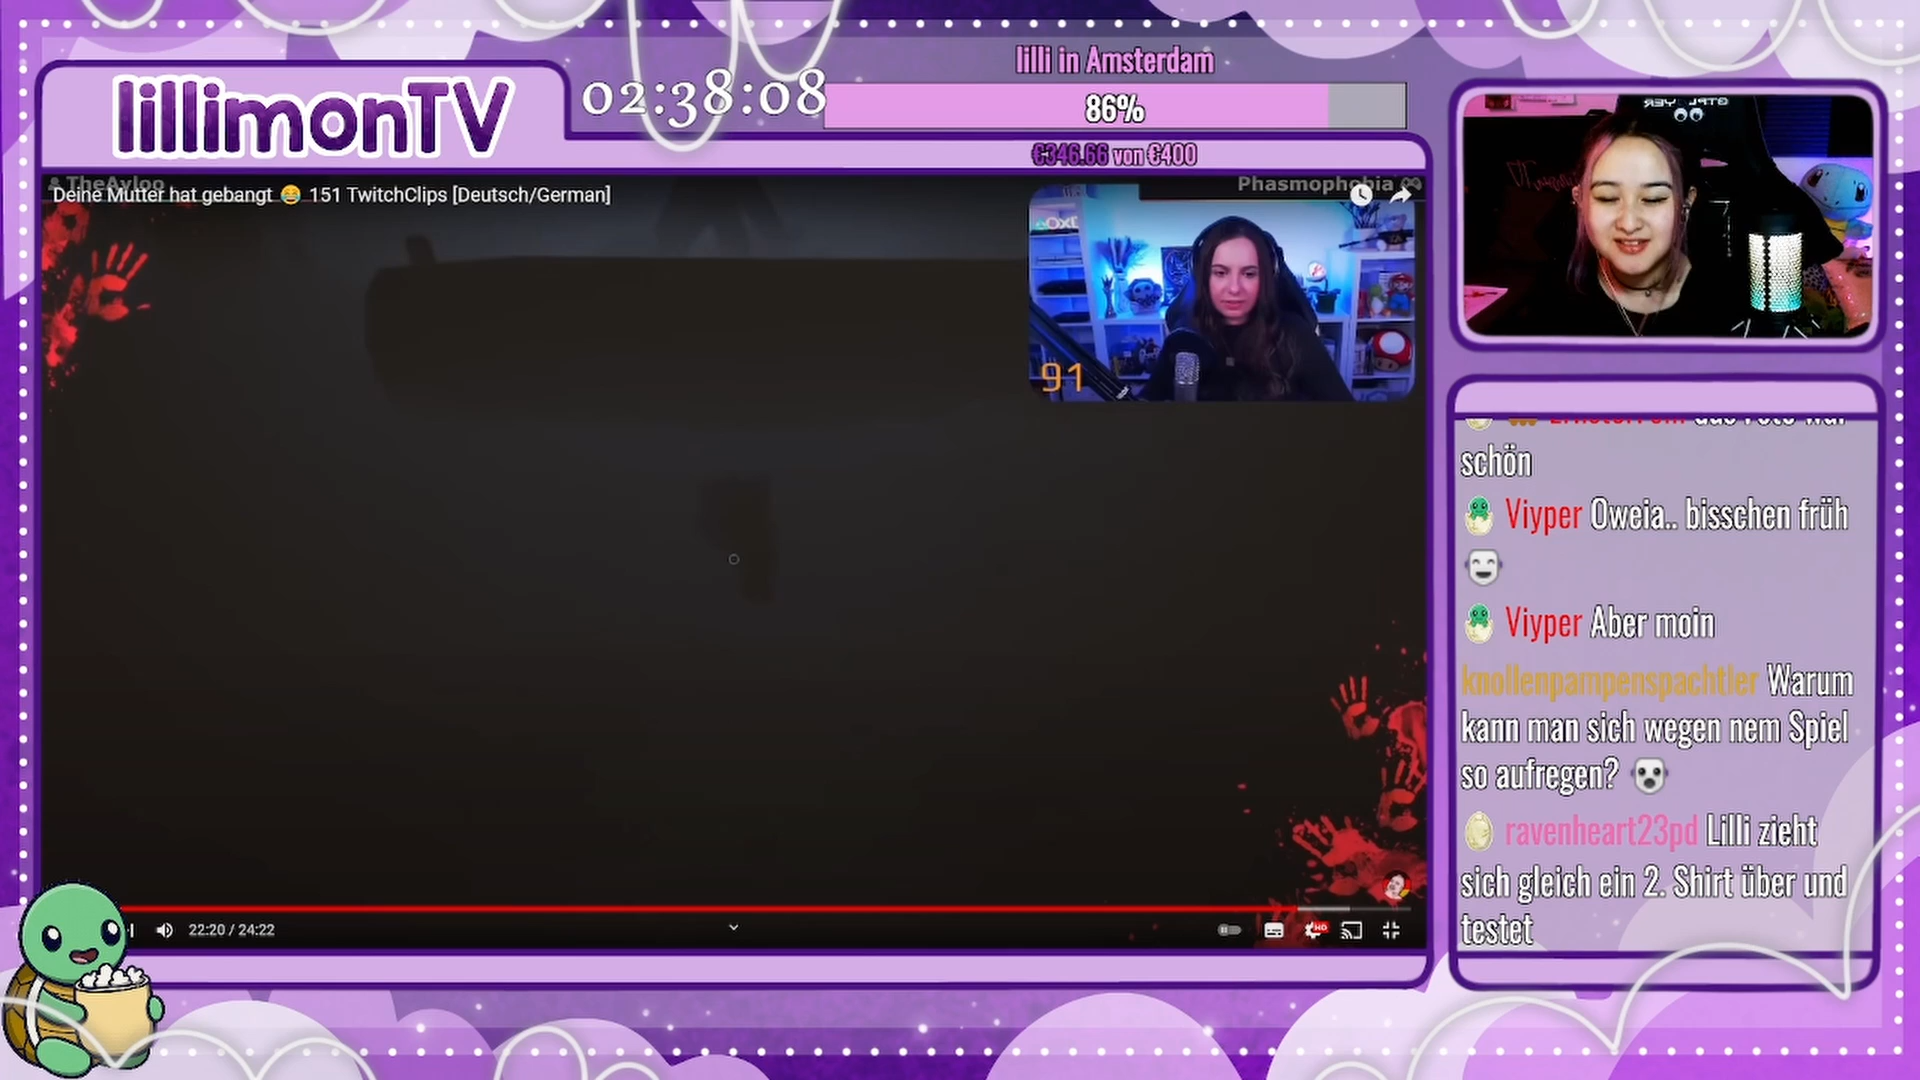 lillimonTV
02:38:08
lilli in Amsterdam
86%
€346.66 von €400
TheAyloo
Deine Mutter hat gebangt 😂 151 TwitchClips [Deutsch/German]
Phasmophobia
91
schön
Viyper Oweia.. bisschen früh
Viyper Aber moin
knollenpampenspachtler Warum
kann man sich wegen nem Spiel
so aufregen?
ravenheart23pd Lilli zieht
sich gleich ein 2. Shirt über und
testet
22:20 / 24:22
HD